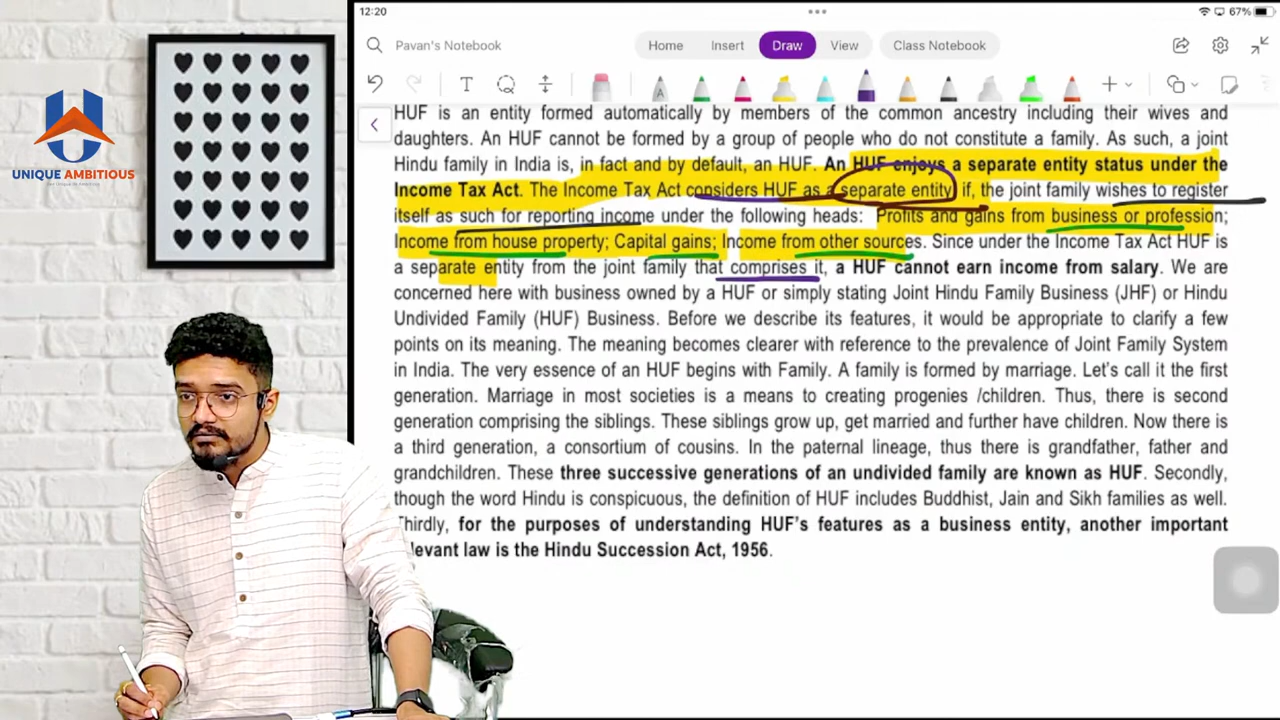 12:20
67%
Pavan's Notebook
Home
Insert
Draw
View
Class Notebook
UNIQUE AMBITIOUS
HUF is an entity formed automatically by members of the common ancestry including their wives and
daughters. An HUF cannot be formed by a group of people who do not constitute a family. As such, a joint
Hindu family in India is, in fact and by default, an HUF. An HUF enjoys a separate entity status under the
Income Tax Act. The Income Tax Act considers HUF as a separate entity if, the joint family wishes to register
itself as such for reporting income under the following heads: Profits and gains from business or profession;
Income from house property; Capital gains; Income from other sources. Since under the Income Tax Act HUF is
a separate entity from the joint family that comprises it, a HUF cannot earn income from salary. We are
concerned here with business owned by a HUF or simply stating Joint Hindu Family Business (JHF) or Hindu
Undivided Family (HUF) Business. Before we describe its features, it would be appropriate to clarify a few
points on its meaning. The meaning becomes clearer with reference to the prevalence of Joint Family System
in India. The very essence of an HUF begins with Family. A family is formed by marriage. Let's call it the first
generation. Marriage in most societies is a means to creating progenies /children. Thus, there is second
generation comprising the siblings. These siblings grow up, get married and further have children. Now there is
a third generation, a consortium of cousins. In the paternal lineage, thus there is grandfather, father and
grandchildren. These three successive generations of an undivided family are known as HUF. Secondly,
though the word Hindu is conspicuous, the definition of HUF includes Buddhist, Jain and Sikh families as well.
Thirdly, for the purposes of understanding HUF's features as a business entity, another important
relevant law is the Hindu Succession Act, 1956.